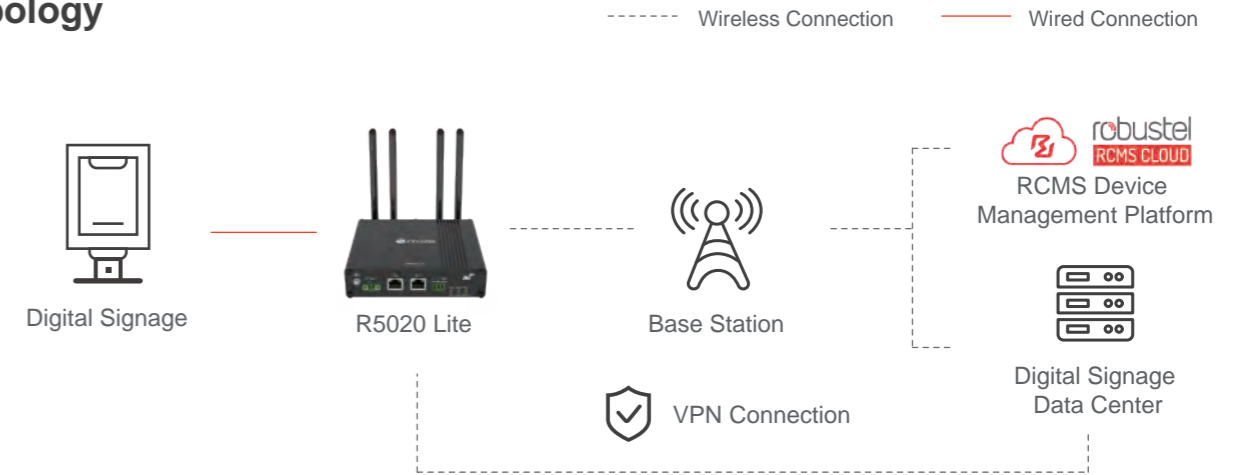 pology
Wireless Connection
Wired Connection
robustel
RCMS CLOUD
RCMS Device
Management Platform
Digital Signage
R5020 Lite
Base Station
Digital Signage
Data Center
VPN Connection